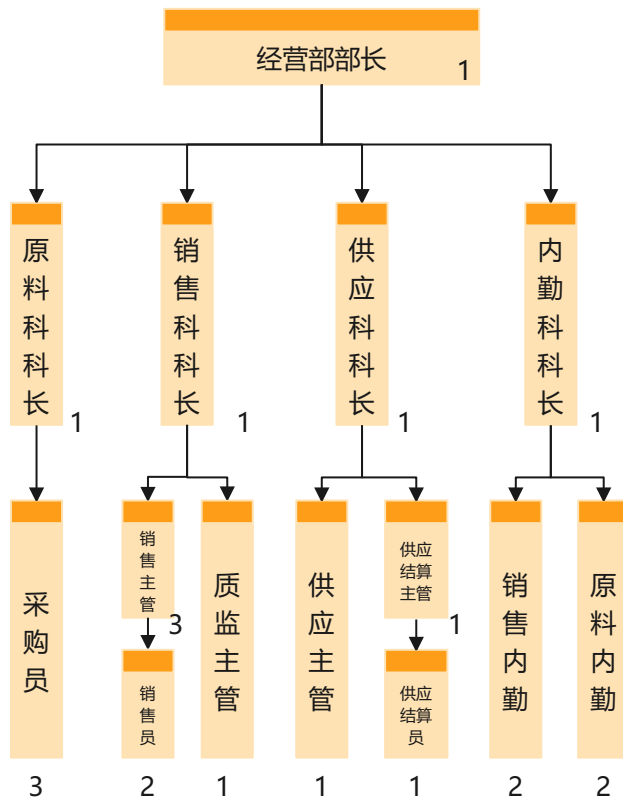 经营部部长
1
原料科科长
1
销售科科长
1
供应科科长
1
内勤科科长
1
采购员
3
销售主管
3
销售员
2
质监主管
1
供应主管
1
供应
结算
主管
1
供应
结算
员
1
销售内勤
2
原料内勤
2